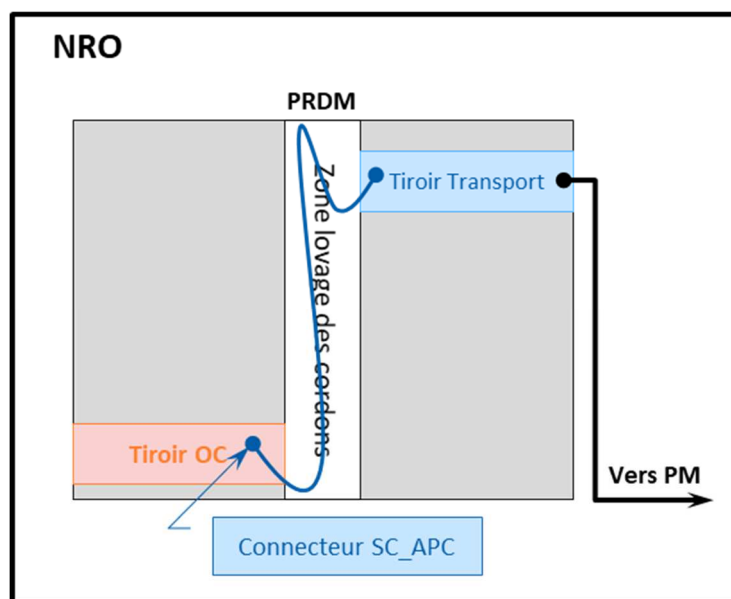 NRO
PRDM
Tiroir Transport
Zone lovage des cordons
Tiroir OC
Vers PM
Connecteur SC_APC